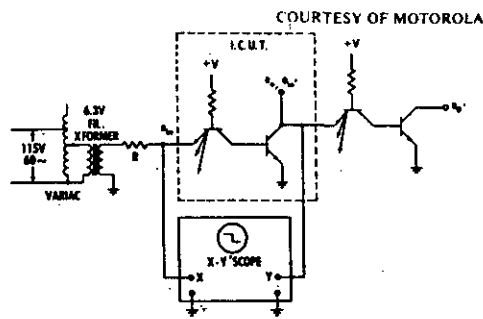 COURTESY OF MOTOROLA
I.C.U.T.
+V
+V
6.3V
FIL.
XFORMER
115V
60~
R
VARIAC
X-Y 'SCOPE
X
Y